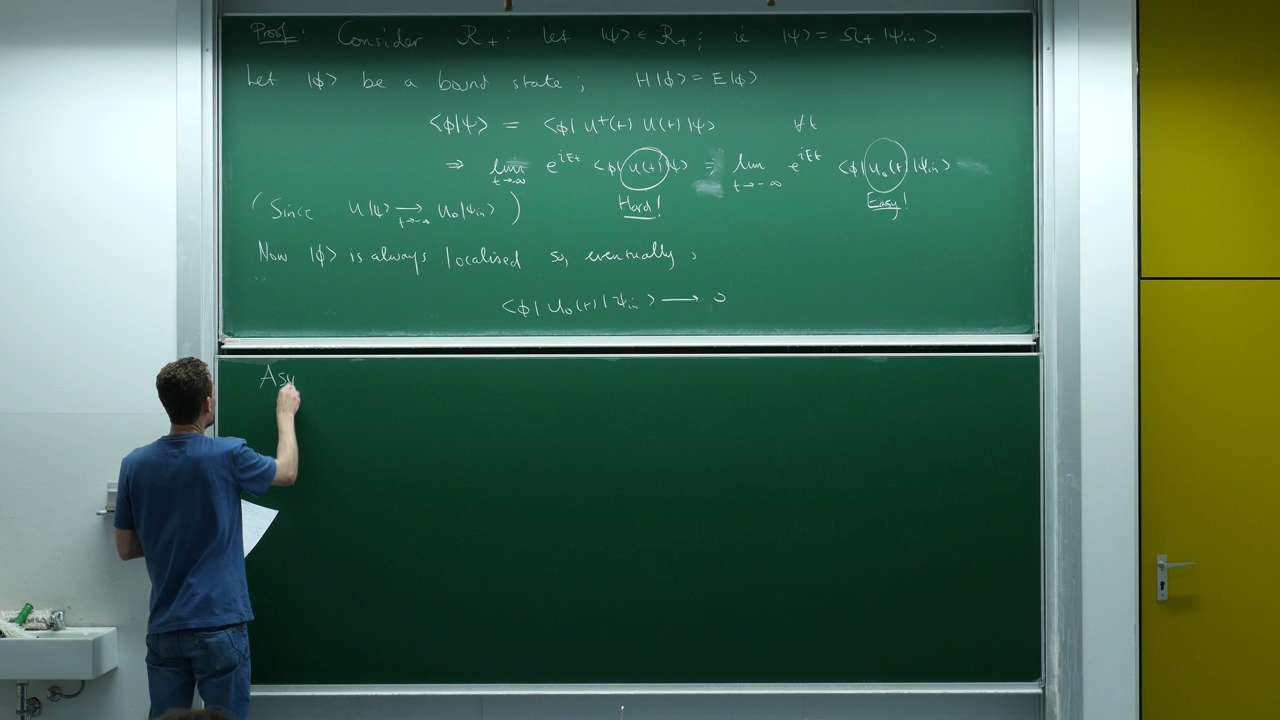 Proof: Consider R₊: let |ψ> ∈ R₊; ie |ψ> = Ω₊ |ψin>.
Let |ϕ> be a bound state; H|ϕ> = E|ϕ>
<ϕ|ψ> = <ϕ| U†(t) U(t) |ψ> ∀t
⇒ lim t→-∞ e^{iEt} <ϕ| U(t) |ψ> = lim t→-∞ e^{iEt} <ϕ| U₀(t) |ψin>
Hard! Easy!
(Since U|ψ> → t→-∞ U₀|ψin>)
Now |ϕ> is always localised so, eventually,
<ϕ| U₀(t) |ψin> → 0
Asy